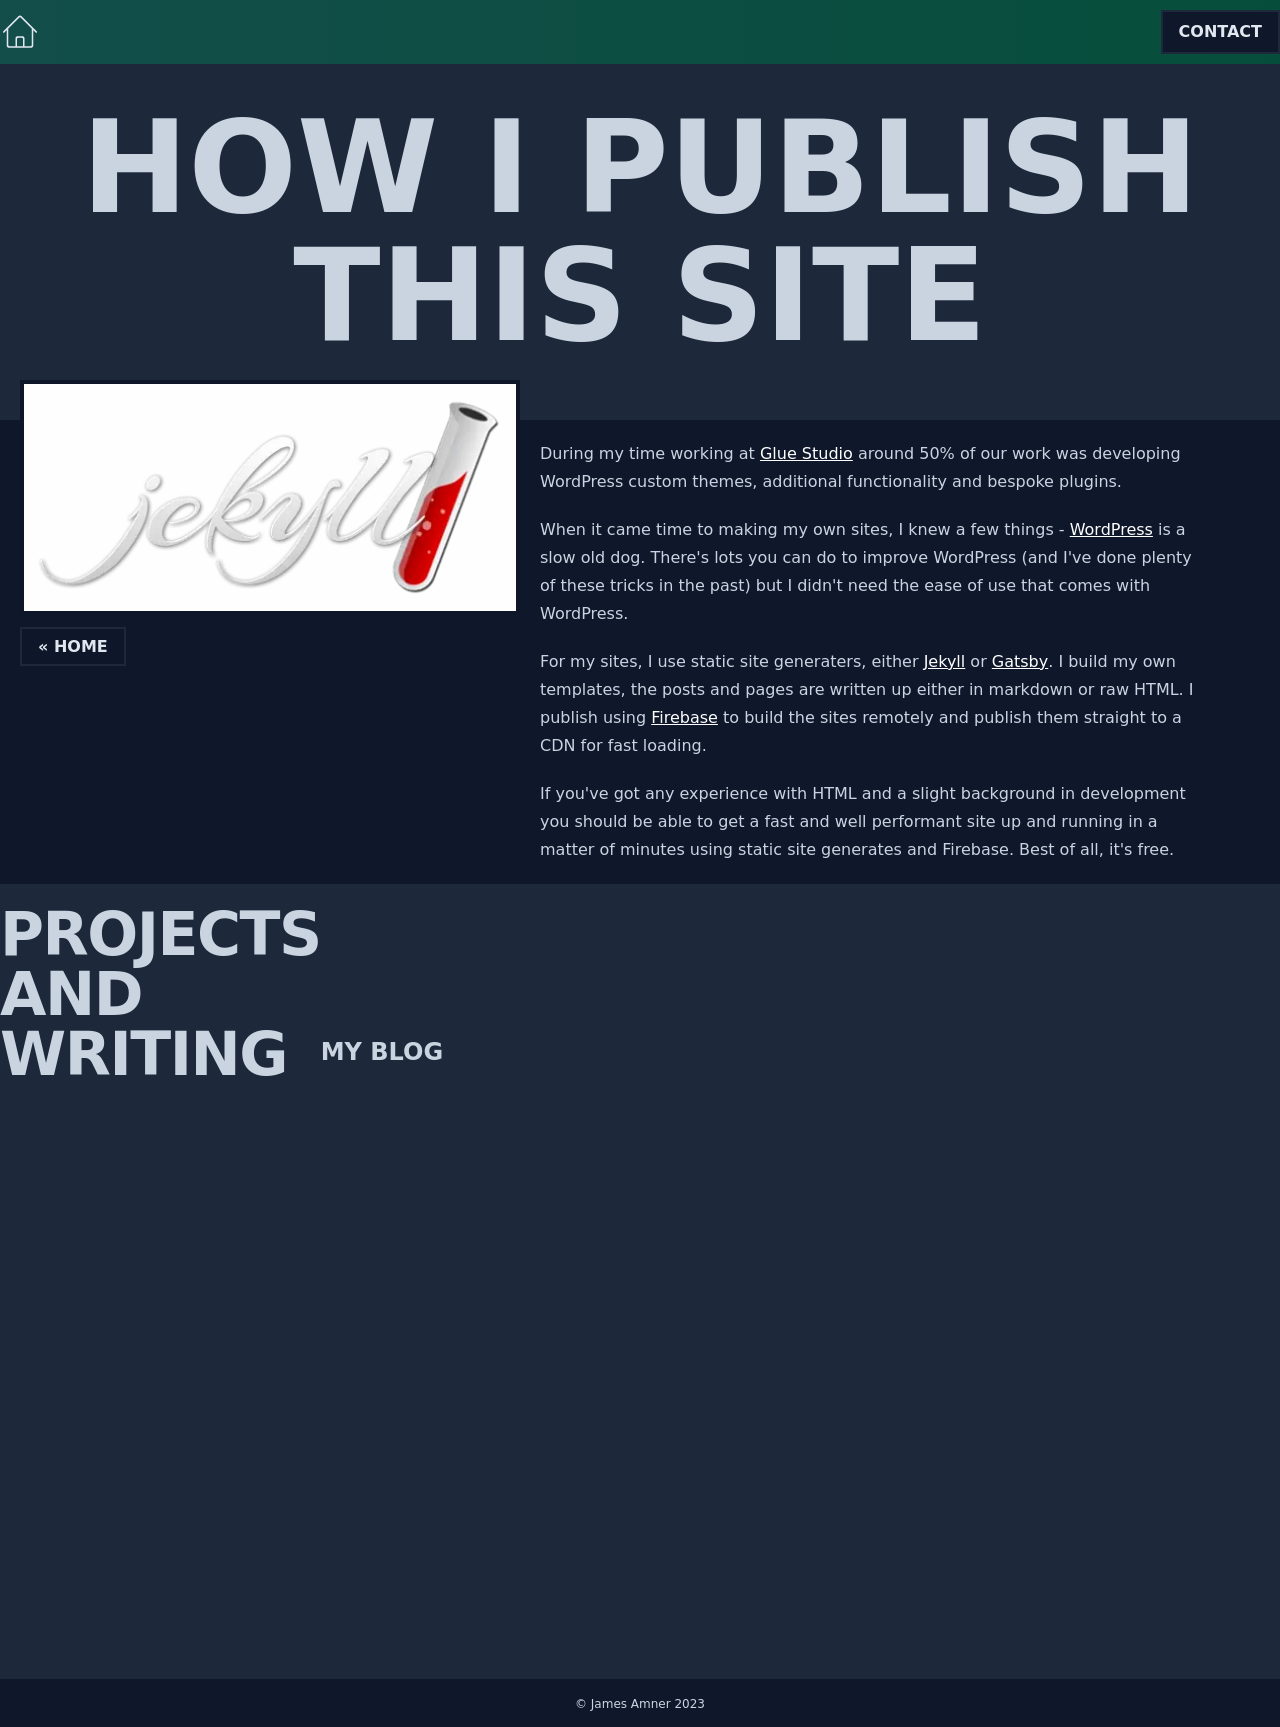 CONTACT
HOW I PUBLISH
THIS SITE
jekyll
« HOME
During my time working at Glue Studio around 50% of our work was developing
WordPress custom themes, additional functionality and bespoke plugins.
When it came time to making my own sites, I knew a few things - WordPress is a
slow old dog. There's lots you can do to improve WordPress (and I've done plenty
of these tricks in the past) but I didn't need the ease of use that comes with
WordPress.
For my sites, I use static site generaters, either Jekyll or Gatsby. I build my own
templates, the posts and pages are written up either in markdown or raw HTML. I
publish using Firebase to build the sites remotely and publish them straight to a
CDN for fast loading.
If you've got any experience with HTML and a slight background in development
you should be able to get a fast and well performant site up and running in a
matter of minutes using static site generates and Firebase. Best of all, it's free.
PROJECTS
AND
WRITING
MY BLOG
© James Amner 2023